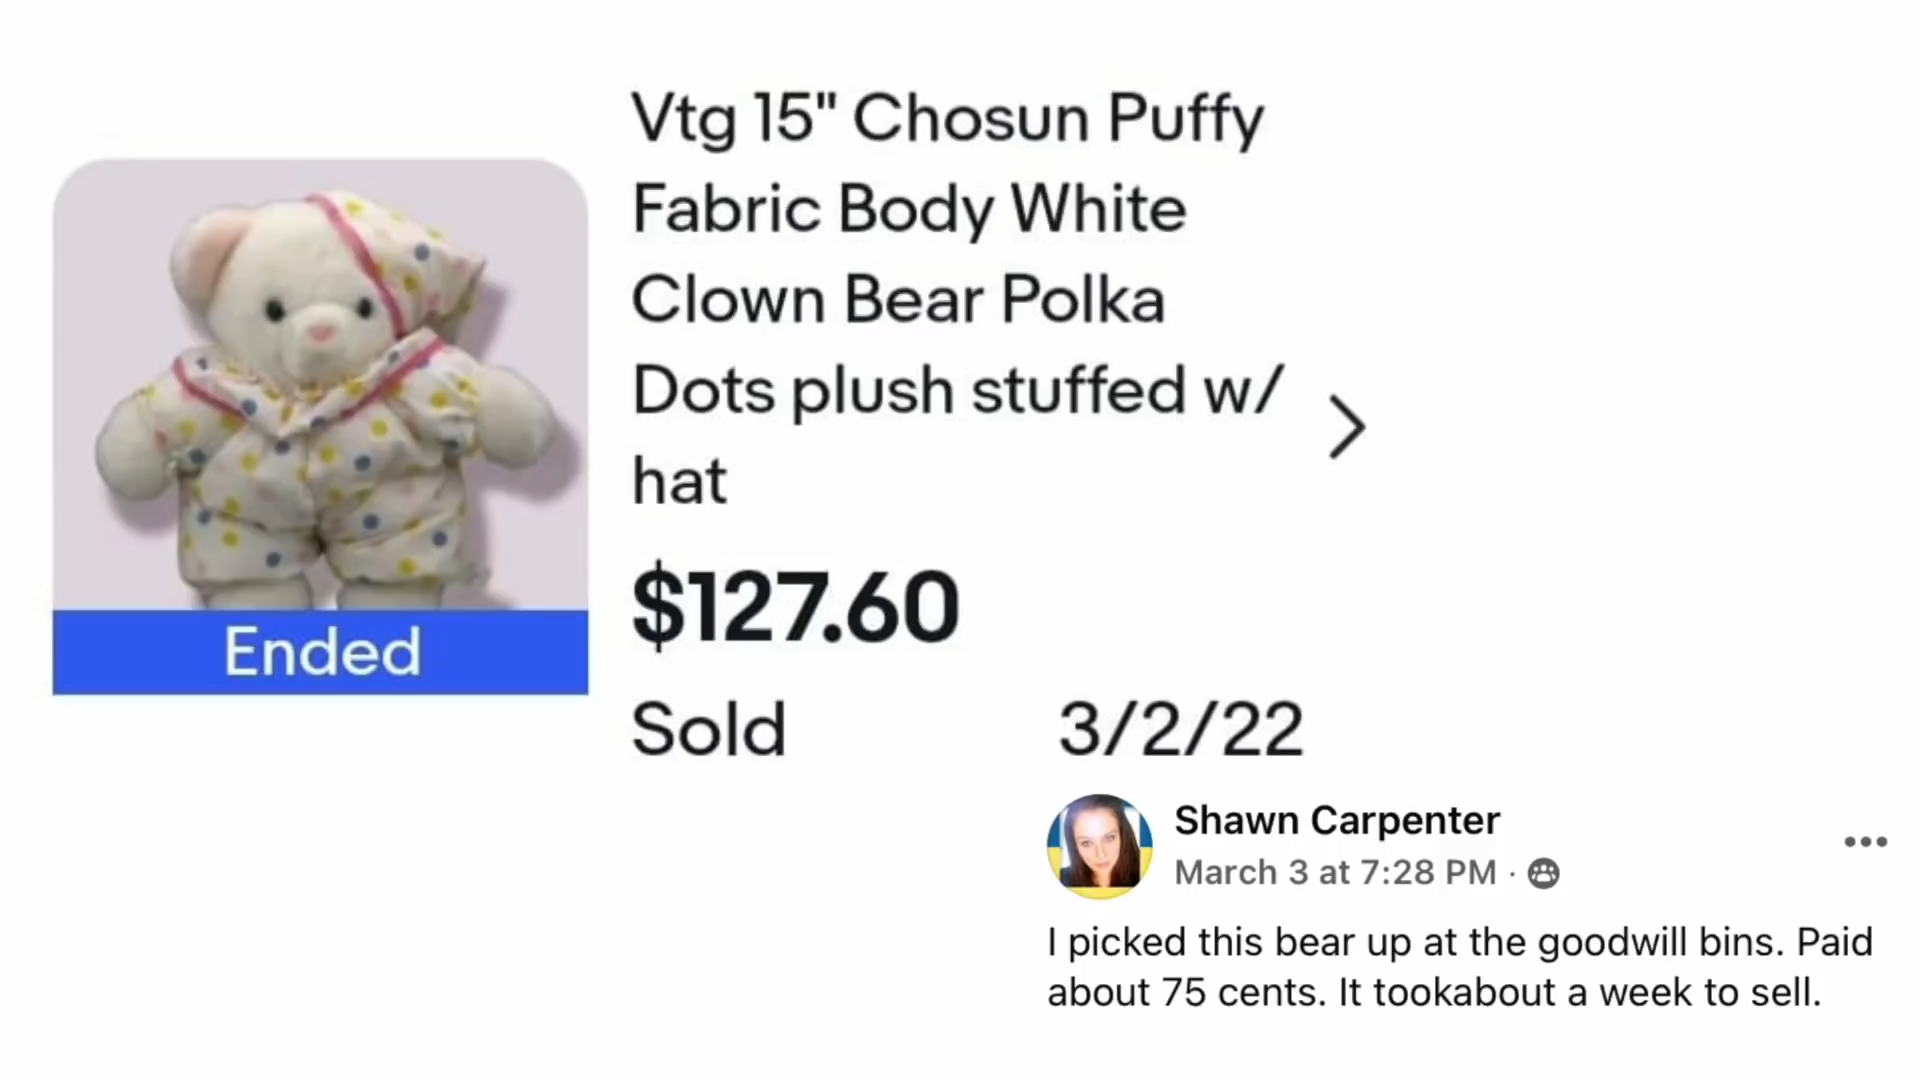 Vtg 15" Chosun Puffy
Fabric Body White
Clown Bear Polka
Dots plush stuffed w/
hat
$127.60
Ended
Sold 3/2/22
Shawn Carpenter
March 3 at 7:28 PM ·
I picked this bear up at the goodwill bins. Paid
about 75 cents. It tookabout a week to sell.